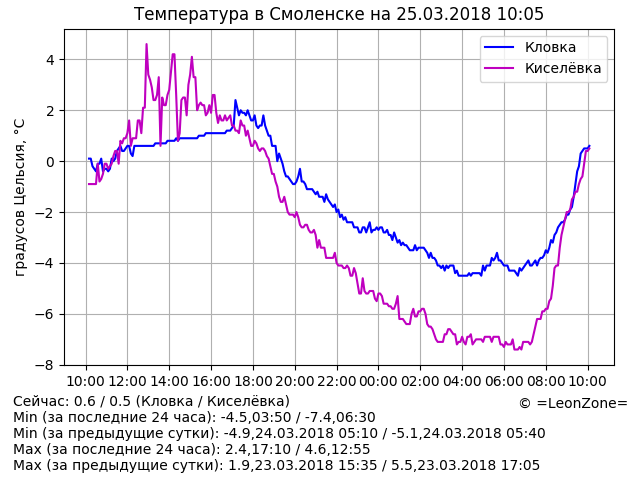 Температура в Смоленске на 25.03.2018 10:05
Кловка
Киселёвка
градусов Цельсия, °C
4
2
0
−2
−4
−6
−8
10:00 12:00 14:00 16:00 18:00 20:00 22:00 00:00 02:00 04:00 06:00 08:00 10:00
Сейчас: 0.6 / 0.5 (Кловка / Киселёвка)
© =LeonZone=
Min (за последние 24 часа): -4.5,03:50 / -7.4,06:30
Min (за предыдущие сутки): -4.9,24.03.2018 05:10 / -5.1,24.03.2018 05:40
Max (за последние 24 часа): 2.4,17:10 / 4.6,12:55
Max (за предыдущие сутки): 1.9,23.03.2018 15:35 / 5.5,23.03.2018 17:05